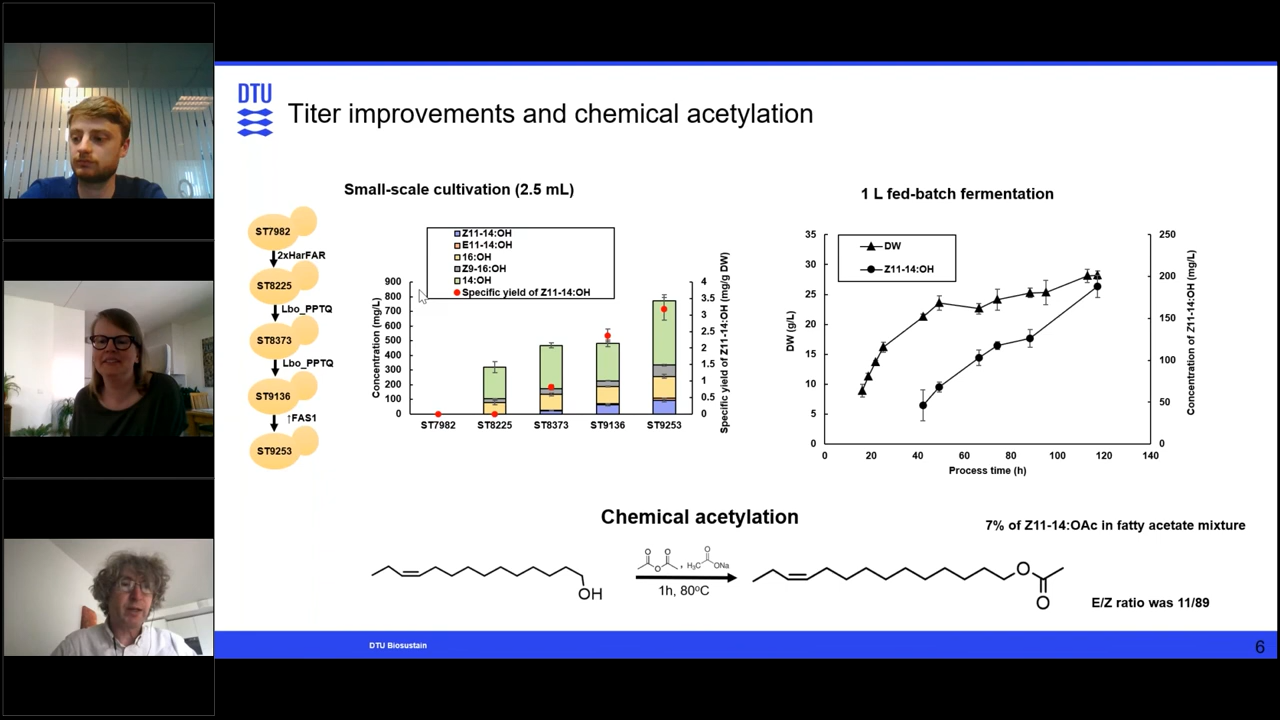 DTU
Titer improvements and chemical acetylation
Small-scale cultivation (2.5 mL)
ST7982
2xHarFAR
ST8225
Lbo_PPTQ
ST8373
Lbo_PPTQ
ST9136
↑FAS1
ST9253
Z11-14:OH
E11-14:OH
16:OH
Z9-16:OH
14:OH
Specific yield of Z11-14:OH
Concentration (mg/L)
900
800
700
600
500
400
300
200
100
0
4
3.5
3
2.5
2
1.5
1
0.5
0
Specific yield of Z11-14:OH (mg/g DW)
ST7982 ST8225 ST8373 ST9136 ST9253
1 L fed-batch fermentation
DW
Z11-14:OH
DW (g/L)
35
30
25
20
15
10
5
0
250
200
150
100
50
0
Concentration of Z11-14:OH (mg/L)
0 20 40 60 80 100 120 140
Process time (h)
Chemical acetylation
7% of Z11-14:OAc in fatty acetate mixture
OH
O O
O
, H₃C
O
ONa
1h, 80ºC
O
O
E/Z ratio was 11/89
DTU Biosustain
6